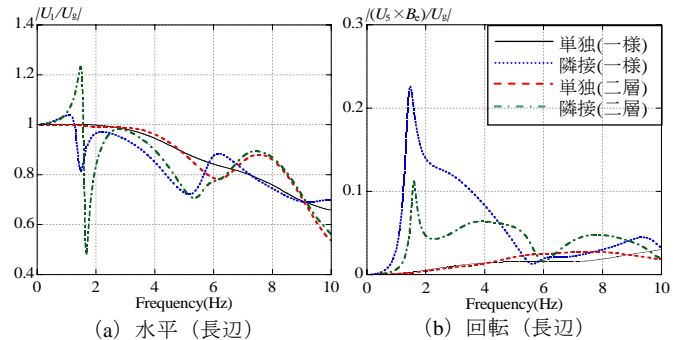 |U₁/Ug|
1.4
1.2
1
0.8
0.6
0.4
0
2
4
6
8
10
Frequency(Hz)
(a) 水平(長辺)
|(U₅×Bₑ)/Ug|
0.3
0.2
0.1
0
0
2
4
6
8
10
Frequency(Hz)
単独(一様)
隣接(一様)
単独(二層)
隣接(二層)
(b) 回転(長辺)